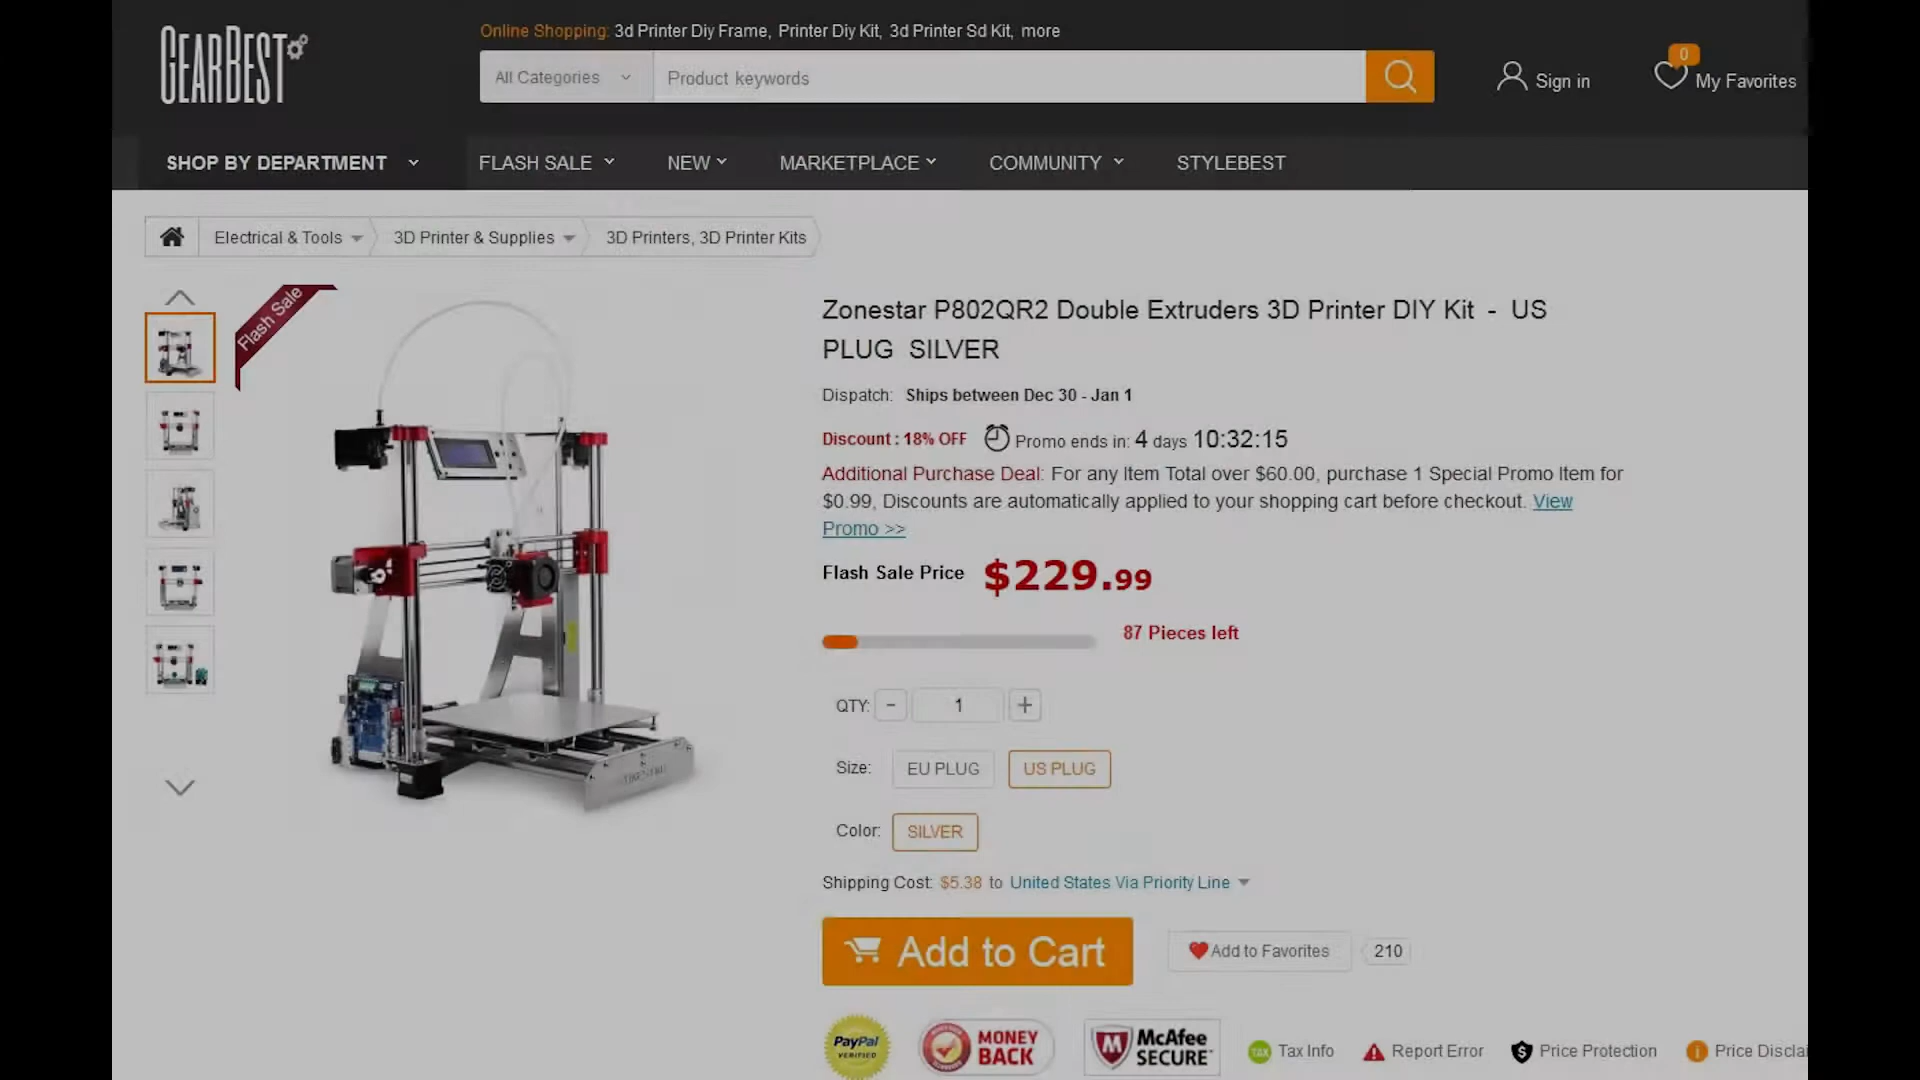 GEARBEST
Online Shopping: 3d Printer Diy Frame, Printer Diy Kit, 3d Printer Sd Kit, more
All Categories
Product keywords
Sign in
0
My Favorites
SHOP BY DEPARTMENT
FLASH SALE
NEW
MARKETPLACE
COMMUNITY
STYLEBEST
Electrical & Tools
3D Printer & Supplies
3D Printers, 3D Printer Kits
Flash Sale
Zonestar P802QR2 Double Extruders 3D Printer DIY Kit - US
PLUG SILVER
Dispatch: Ships between Dec 30 - Jan 1
Discount : 18% OFF Promo ends in: 4 days 10:32:15
Additional Purchase Deal: For any Item Total over $60.00, purchase 1 Special Promo Item for
$0.99, Discounts are automatically applied to your shopping cart before checkout. View
Promo >>
Flash Sale Price $229.99
87 Pieces left
QTY: - 1 +
Size: EU PLUG US PLUG
Color: SILVER
Shipping Cost: $5.38 to United States Via Priority Line
Add to Cart
Add to Favorites
210
PayPal
VERIFIED
MONEY
BACK
McAfee
SECURE
TAX
Tax Info
Report Error
Price Protection
Price Disclai